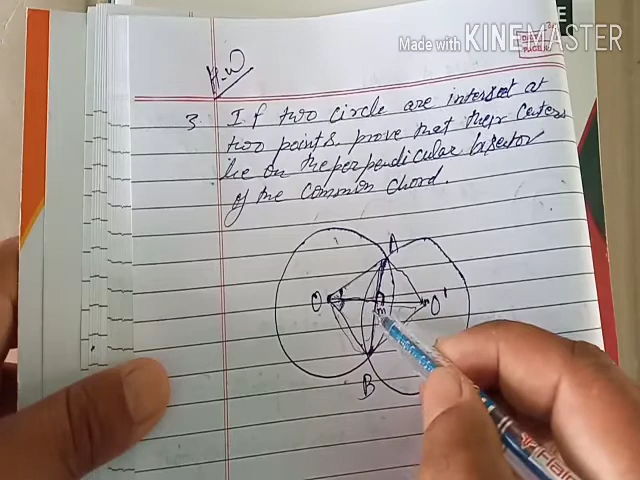 Made with KINEMASTER
H.W
3. If two circle are interseet at
two points, prove that their centers
lie on the perpendicular bisector
of the common chord.
A
O
m
O'
B